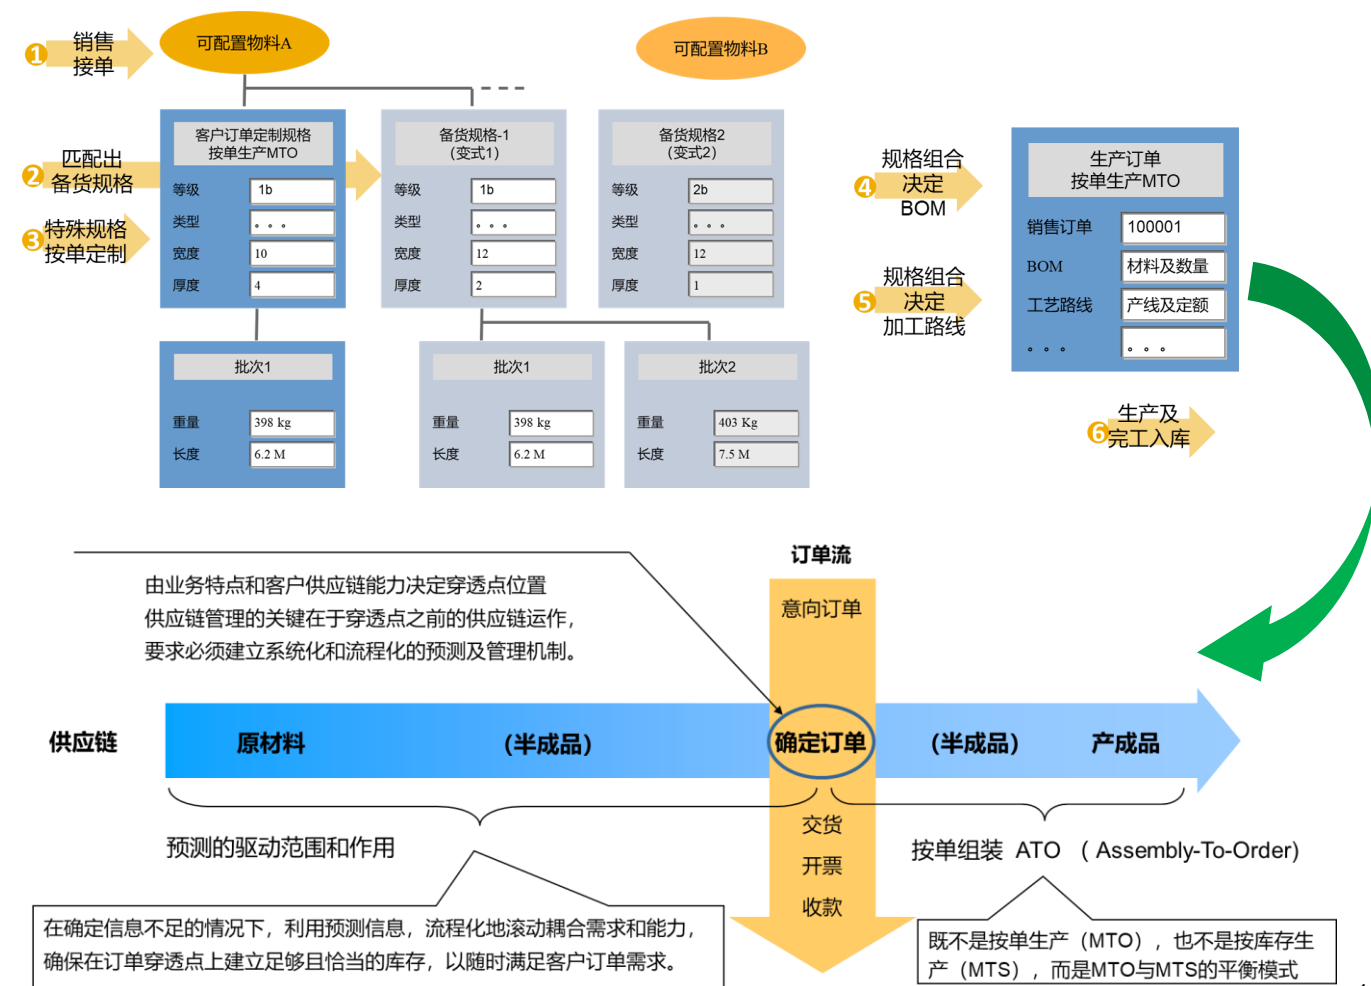 1
销售
接单
可配置物料A
可配置物料B
2
匹配出
备货规格
3
特殊规格
按单定制
客户订单定制规格
按单生产MTO
等级 1b
类型 。。。
宽度 10
厚度 4
备货规格-1
(变式1)
等级 1b
类型 。。。
宽度 12
厚度 2
备货规格2
(变式2)
等级 2b
类型 。。。
宽度 12
厚度 1
批次1
重量 398 kg
长度 6.2 M
批次1
重量 398 kg
长度 6.2 M
批次2
重量 403 Kg
长度 7.5 M
4
规格组合
决定
BOM
5
规格组合
决定
加工路线
生产订单
按单生产MTO
销售订单 100001
BOM 材料及数量
工艺路线 产线及定额
。。。 。。。
6
生产及
完工入库
由业务特点和客户供应链能力决定穿透点位置
供应链管理的关键在于穿透点之前的供应链运作，
要求必须建立系统化和流程化的预测及管理机制。
订单流
意向订单
供应链 原材料 （半成品） 确定订单 （半成品） 产成品
交货
开票
收款
预测的驱动范围和作用
按单组装 ATO （ Assembly-To-Order)
在确定信息不足的情况下，利用预测信息，流程化地滚动耦合需求和能力，
确保在订单穿透点上建立足够且恰当的库存，以随时满足客户订单需求。
既不是按单生产（MTO），也不是按库存生
产（MTS），而是MTO与MTS的平衡模式